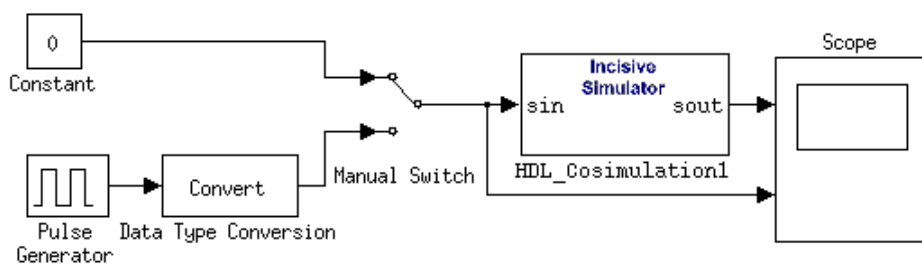 0
Constant
Incisive
Simulator
sin
sout
HDL_Cosimulation1
Scope
Manual Switch
Convert
Pulse
Generator
Data Type Conversion